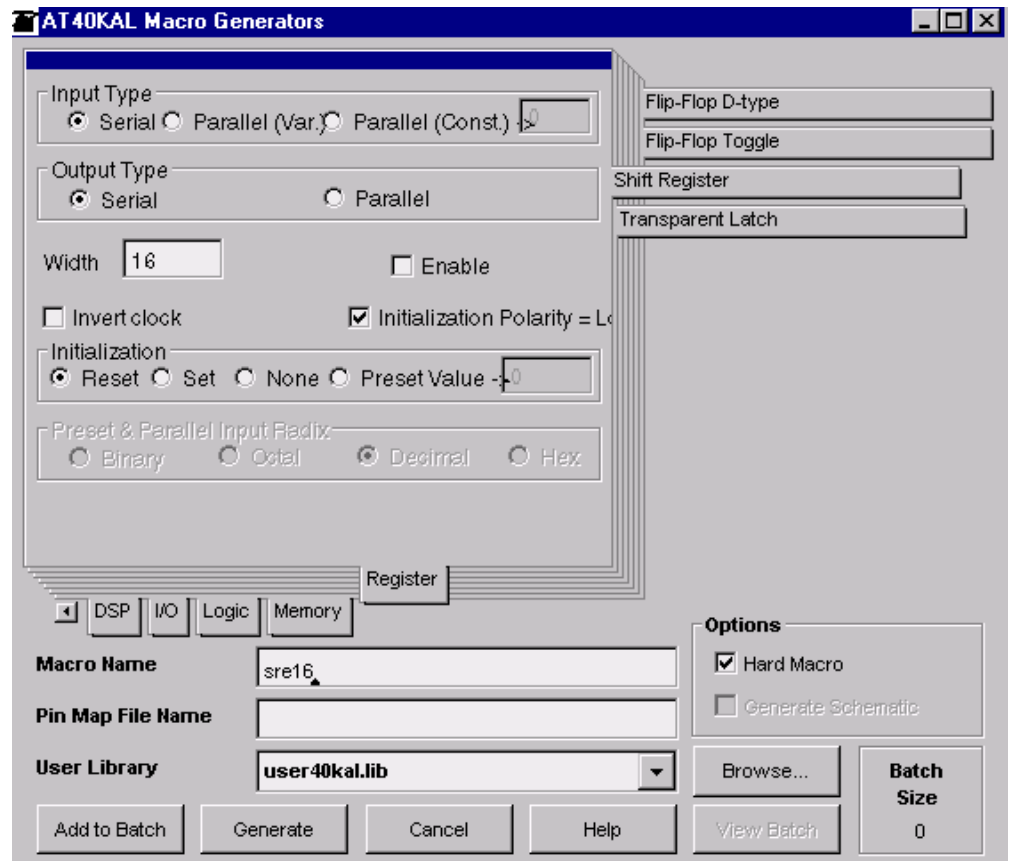 AT40KAL Macro Generators
Input Type
Serial Parallel (Var.) Parallel (Const.) -> 0
Output Type
Serial Parallel
Width 16 Enable
Invert clock Initialization Polarity = Lo
Initialization
Reset Set None Preset Value -> 0
Preset & Parallel Input Radix
Binary Octal Decimal Hex
Flip-Flop D-type
Flip-Flop Toggle
Shift Register
Transparent Latch
Register
DSP I/O Logic Memory
Macro Name sre16
Pin Map File Name
User Library user40kal.lib
Options
Hard Macro
Generate Schematic
Browse...
Batch
Size
0
Add to Batch Generate Cancel Help View Batch